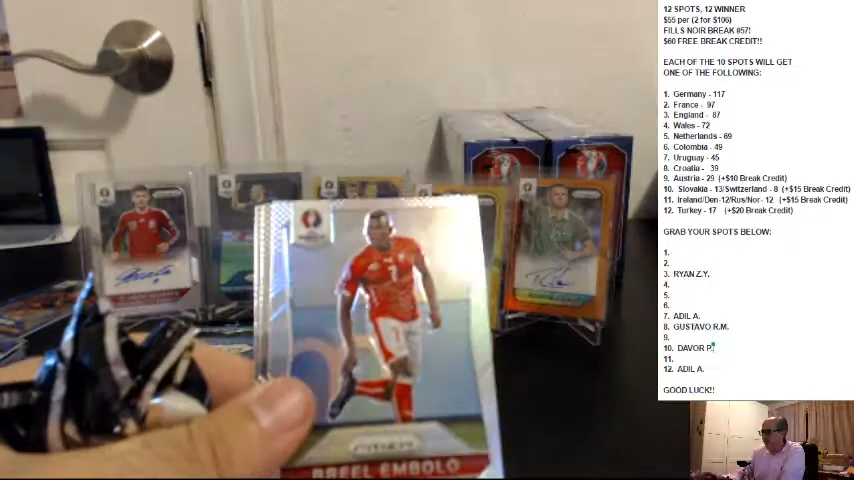 12 SPOTS, 12 WINNER
$55 per (2 for $106)
FILLS NOIR BREAK #57!
$60 FREE BREAK CREDIT!!
EACH OF THE 10 SPOTS WILL GET
ONE OF THE FOLLOWING:
1. Germany - 117
2. France - 97
3. England - 87
4. Wales - 72
5. Netherlands - 69
6. Colombia - 49
7. Uruguay - 45
8. Croatia - 39
9. Austria - 29 (+$10 Break Credit)
10. Slovakia - 13/Switzerland - 8 (+$15 Break Credit)
11. Ireland/Den-12/Rus/Nor- 12 (+$15 Break Credit)
12. Turkey - 17 (+$20 Break Credit)
GRAB YOUR SPOTS BELOW:
1.
2.
3. RYAN Z.Y.
4.
5.
6.
7. ADIL A.
8. GUSTAVO R.M.
9.
10. DAVOR P.
11.
12. ADIL A.
GOOD LUCK!!
PRIZM
BREEL EMBOLO